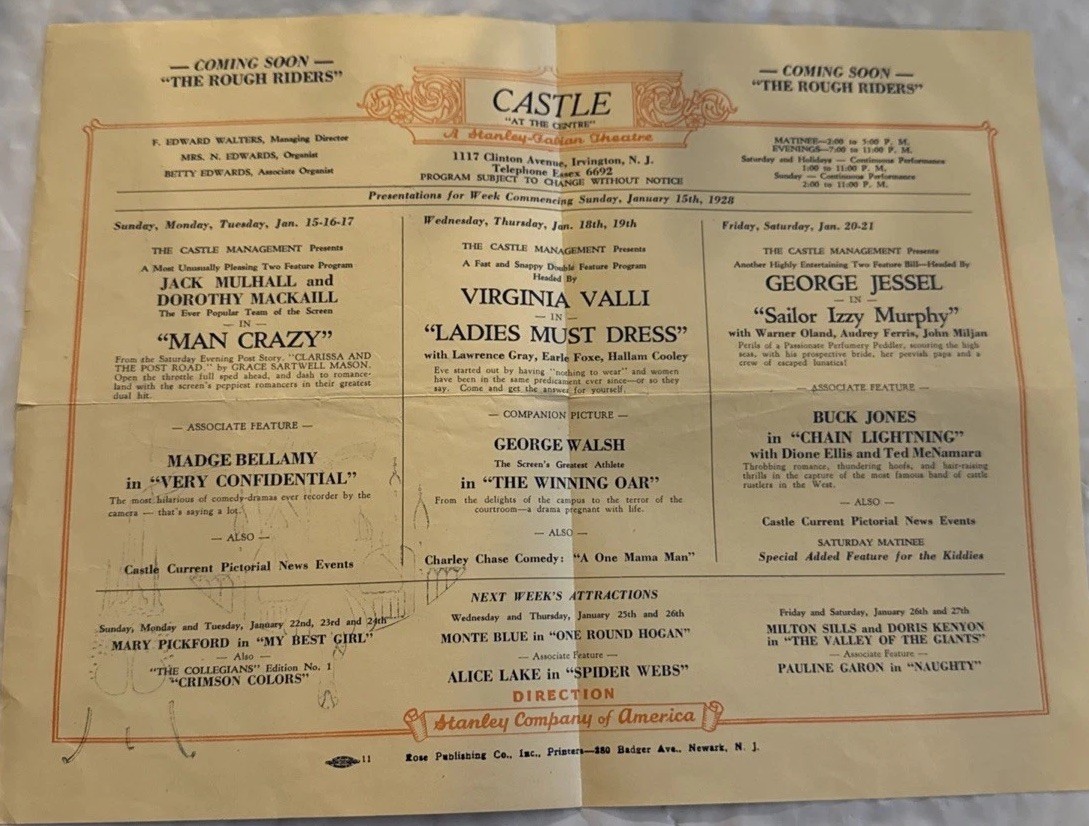 — COMING SOON —
"THE ROUGH RIDERS"
CASTLE
"AT THE CENTRE"
A Stanley-Fabian Theatre
— COMING SOON —
"THE ROUGH RIDERS"
F. EDWARD WALTERS, Managing Director
MRS. N. EDWARDS, Organist
BETTY EDWARDS, Associate Organist
1117 Clinton Avenue, Irvington, N. J.
Telephone Essex 6692
PROGRAM SUBJECT TO CHANGE WITHOUT NOTICE
MATINEE—2:00 to 5:00 P. M.
EVENINGS—7:00 to 11:00 P. M.
Saturday and Holidays — Continuous Performance
1:00 to 11:00 P. M.
Sunday — Continuous Performance
2:00 to 11:00 P. M.
Presentations for Week Commencing Sunday, January 15th, 1928
Sunday, Monday, Tuesday, Jan. 15-16-17
THE CASTLE MANAGEMENT Presents
A Most Unusually Pleasing Two Feature Program
JACK MULHALL and
DOROTHY MACKAILL
The Ever Popular Team of the Screen
— IN —
"MAN CRAZY"
From the Saturday Evening Post Story, "CLARISSA AND
THE POST ROAD," by GRACE SARTWELL MASON.
Open the throttle full sped ahead, and dash to romance-
land with the screen's peppiest romancers in their greatest
dual hit.
— ASSOCIATE FEATURE —
MADGE BELLAMY
in "VERY CONFIDENTIAL"
The most hilarious of comedy-dramas ever recorder by the
camera — that's saying a lot.
— ALSO —
Castle Current Pictorial News Events
Wednesday, Thursday, Jan. 18th, 19th
THE CASTLE MANAGEMENT Presents
A Fast and Snappy Double Feature Program
Headed By
VIRGINIA VALLI
— IN —
"LADIES MUST DRESS"
with Lawrence Gray, Earle Foxe, Hallam Cooley
Eve started out by having "nothing to wear" and women
have been in the same predicament ever since—or so they
say. Come and get the answer for yourself.
— COMPANION PICTURE —
GEORGE WALSH
The Screen's Greatest Athlete
in "THE WINNING OAR"
From the delights of the campus to the terror of the
courtroom—a drama pregnant with life.
— ALSO —
Charley Chase Comedy: "A One Mama Man"
Friday, Saturday, Jan. 20-21
THE CASTLE MANAGEMENT Presents
Another Highly Entertaining Two Feature Bill—Headed By
GEORGE JESSEL
— IN —
"Sailor Izzy Murphy"
with Warner Oland, Audrey Ferris, John Miljan
Perils of a Passionate Perfumery Peddler, scouring the high
seas, with his prospective bride, her peevish papa and a
crew of escaped lunatics!
— ASSOCIATE FEATURE —
BUCK JONES
in "CHAIN LIGHTNING"
with Dione Ellis and Ted McNamara
Throbbing romance, thundering hoofs, and hair-raising
thrills in the capture of the most famous band of cattle
rustlers in the West.
— ALSO —
Castle Current Pictorial News Events
SATURDAY MATINEE
Special Added Feature for the Kiddies
NEXT WEEK'S ATTRACTIONS
Sunday, Monday and Tuesday, January 22nd, 23rd and 24th
MARY PICKFORD in "MY BEST GIRL"
— Also —
"THE COLLEGIANS" Edition No. 1
"CRIMSON COLORS"
Wednesday and Thursday, January 25th and 26th
MONTE BLUE in "ONE ROUND HOGAN"
— Associate Feature —
ALICE LAKE in "SPIDER WEBS"
Friday and Saturday, January 26th and 27th
MILTON SILLS and DORIS KENYON
in "THE VALLEY OF THE GIANTS"
— Associate Feature —
PAULINE GARON in "NAUGHTY"
DIRECTION
Stanley Company of America
11
Rose Publishing Co., Inc., Printers—280 Badger Ave., Newark, N. J.